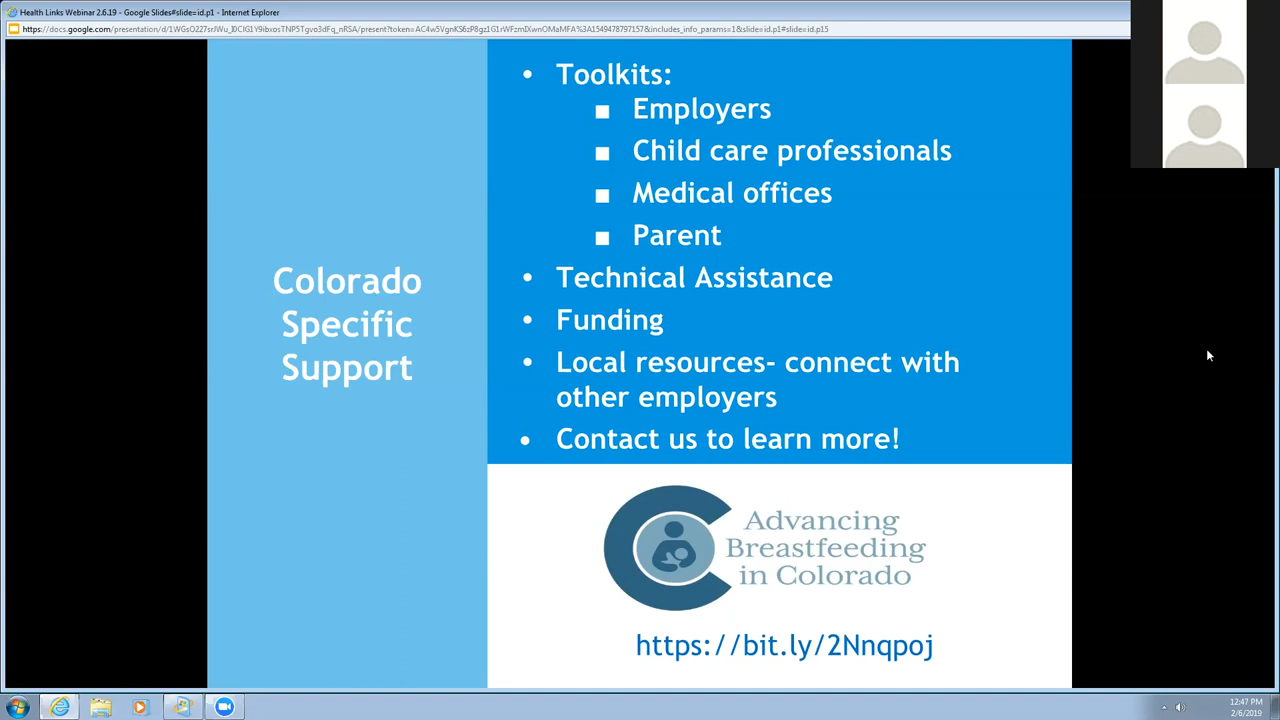 Health Links Webinar 2.6.19 - Google Slides#slide=id.p1 - Internet Explorer
Toolkits:
Employers
Child care professionals
Medical offices
Parent
Technical Assistance
Funding
Local resources- connect with
other employers
Contact us to learn more!
Colorado
Specific
Support
Advancing
Breastfeeding
in Colorado
https://bit.ly/2Nnqpoj
12:47 PM
2/6/2019